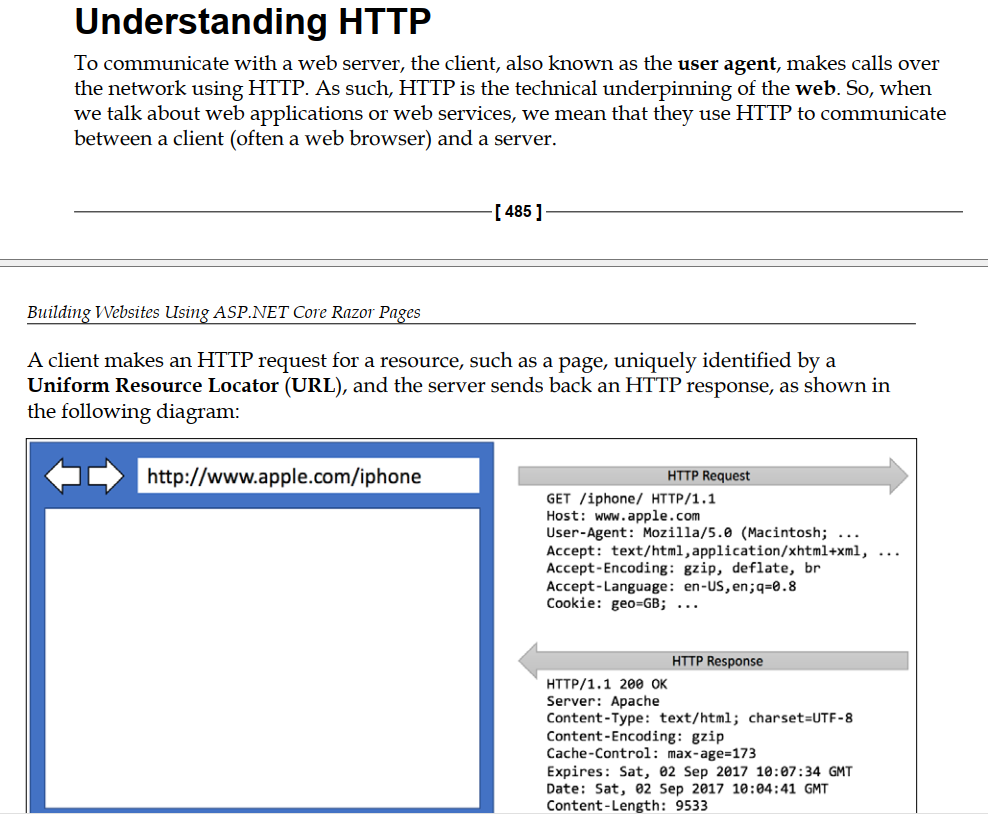 Understanding HTTP
To communicate with a web server, the client, also known as the user agent, makes calls over
the network using HTTP. As such, HTTP is the technical underpinning of the web. So, when
we talk about web applications or web services, we mean that they use HTTP to communicate
between a client (often a web browser) and a server.
[ 485 ]
Building Websites Using ASP.NET Core Razor Pages
A client makes an HTTP request for a resource, such as a page, uniquely identified by a
Uniform Resource Locator (URL), and the server sends back an HTTP response, as shown in
the following diagram:
http://www.apple.com/iphone
HTTP Request
GET /iphone/ HTTP/1.1
Host: www.apple.com
User-Agent: Mozilla/5.0 (Macintosh; ...
Accept: text/html,application/xhtml+xml, ...
Accept-Encoding: gzip, deflate, br
Accept-Language: en-US,en;q=0.8
Cookie: geo=GB; ...
HTTP Response
HTTP/1.1 200 OK
Server: Apache
Content-Type: text/html; charset=UTF-8
Content-Encoding: gzip
Cache-Control: max-age=173
Expires: Sat, 02 Sep 2017 10:07:34 GMT
Date: Sat, 02 Sep 2017 10:04:41 GMT
Content-Length: 9533